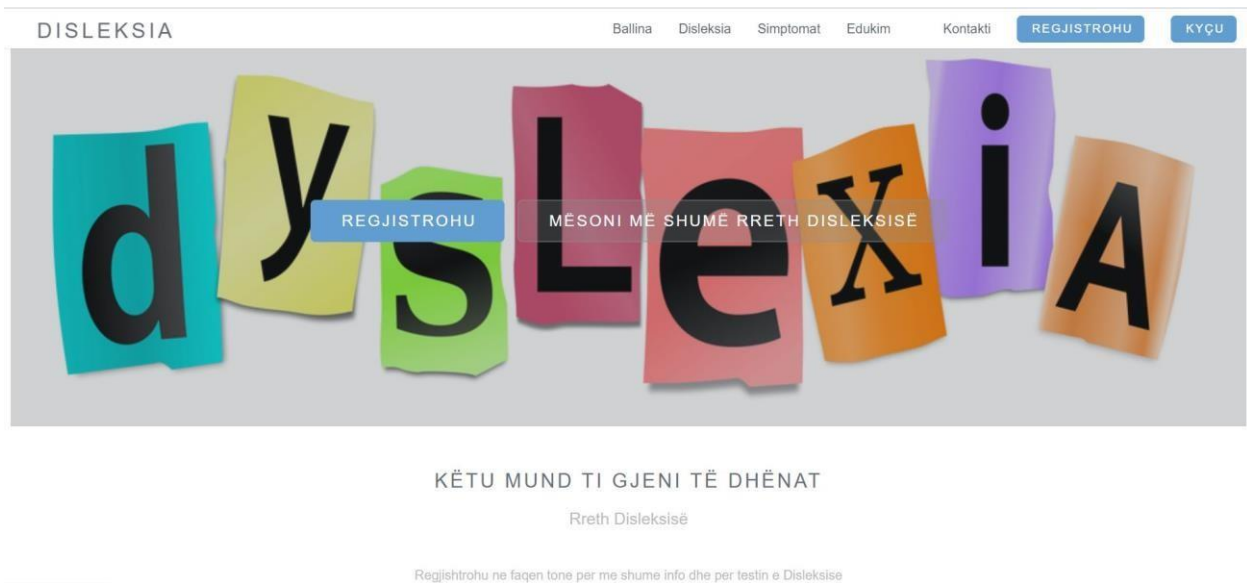 DISLEKSIA
Ballina Disleksia Simptomat Edukim Kontakti REGJISTROHU KYÇU
dysLexiA
REGJISTROHU MËSONI MË SHUMË RRETH DISLEKSISË
KËTU MUND TI GJENI TË DHËNAT
Rreth Disleksisë
Regjishtrohu ne faqen tone per me shume info dhe per testin e Disleksise